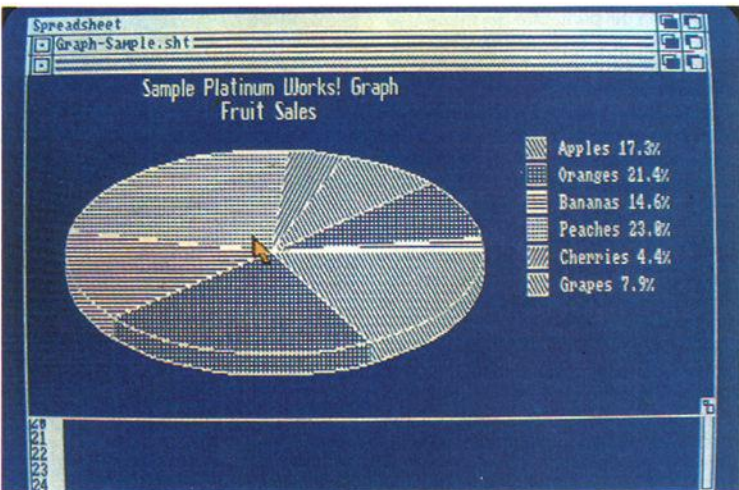 Spreadsheet
Graph-Sample.sht
Sample Platinum Works! Graph
Fruit Sales
Apples 17.3%
Oranges 21.4%
Bananas 14.6%
Peaches 23.0%
Cherries 4.4%
Grapes 7.9%
20
21
22
23
24